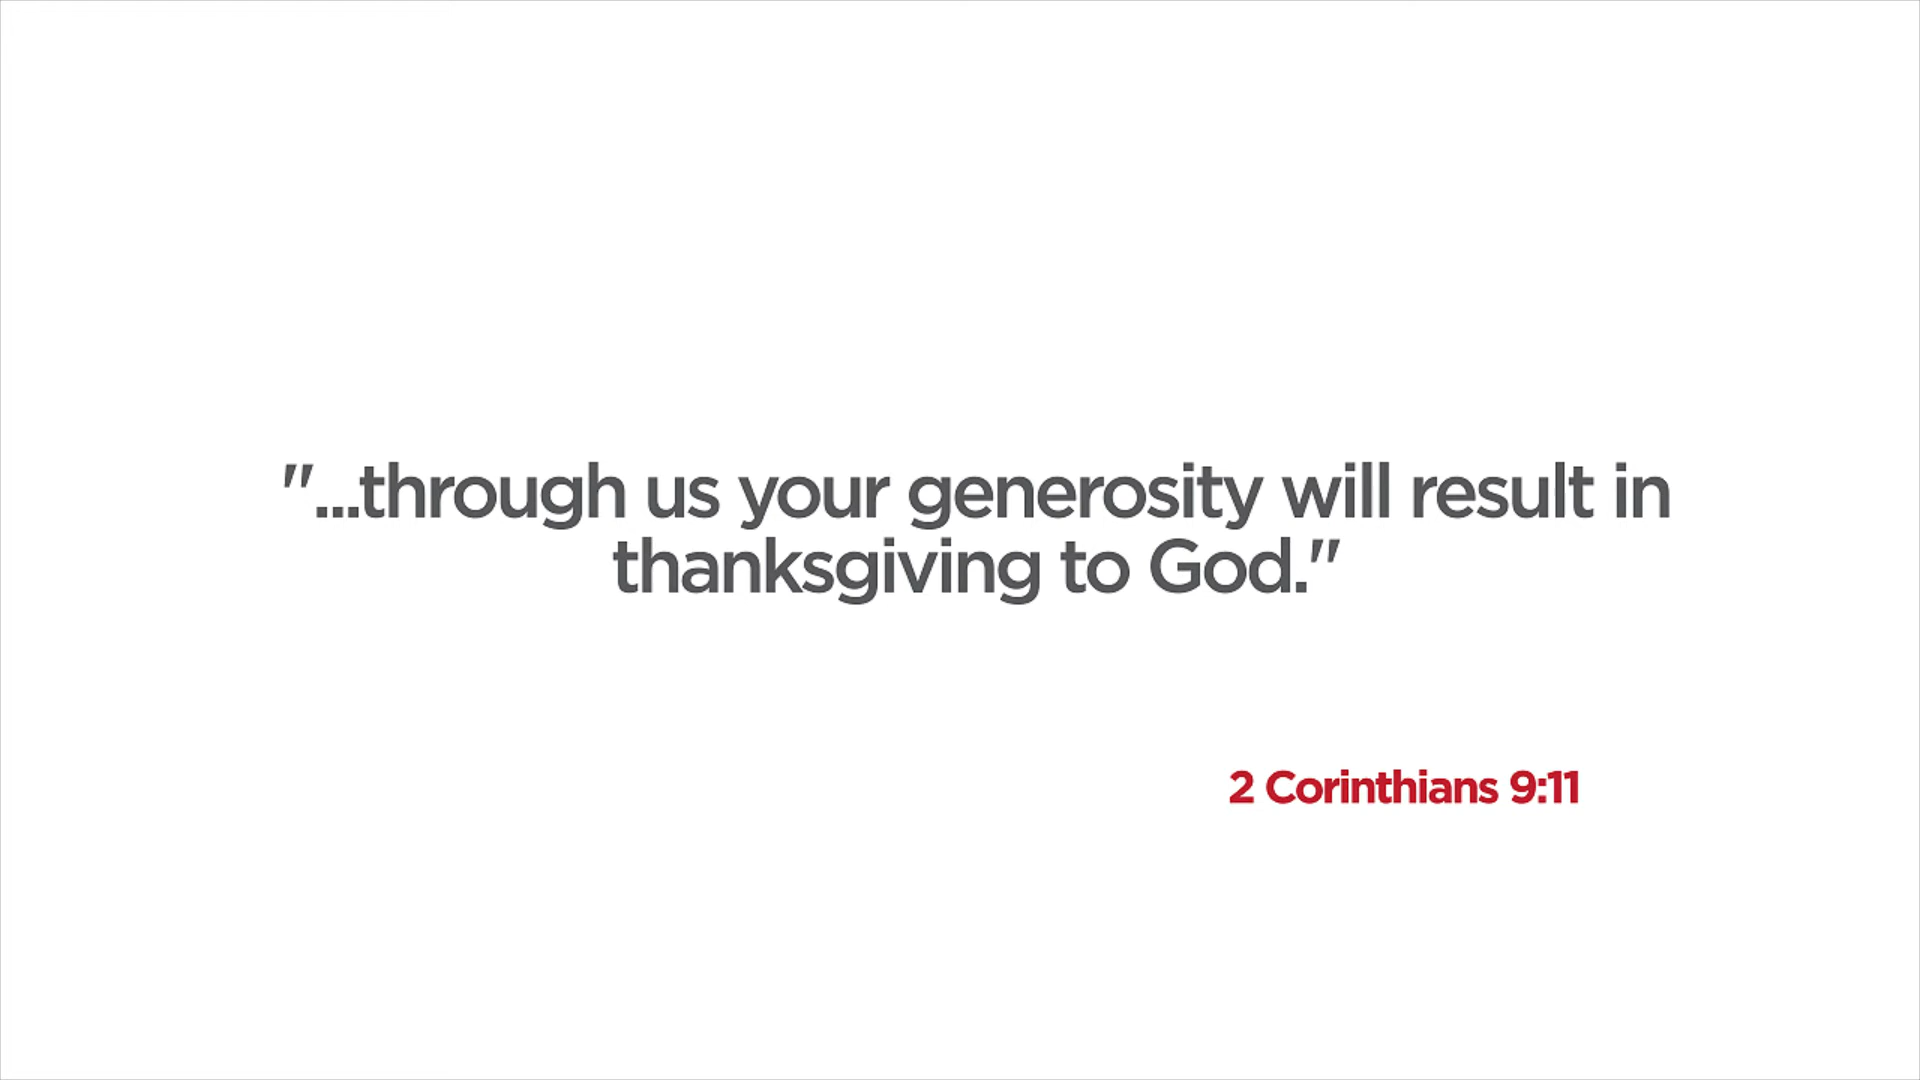 "...through us your generosity will result in
thanksgiving to God."
2 Corinthians 9:11